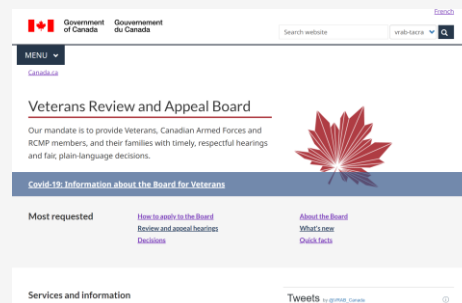 French
Government of Canada
Gouvernement du Canada
Search website
vrab-tacra
MENU
Canada.ca
Veterans Review and Appeal Board
Our mandate is to provide Veterans, Canadian Armed Forces and
RCMP members, and their families with timely, respectful hearings
and fair, plain-language decisions.
Covid-19: Information about the Board for Veterans
Most requested
How to apply to the Board
Review and appeal hearings
Decisions
About the Board
What's new
Quick facts
Services and information
Tweets by @VRAB_Canada